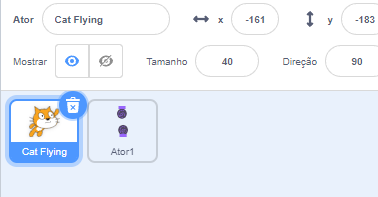 Ator Cat Flying x -161 y -183
Mostrar Tamanho 40 Direção 90
Cat Flying Ator1